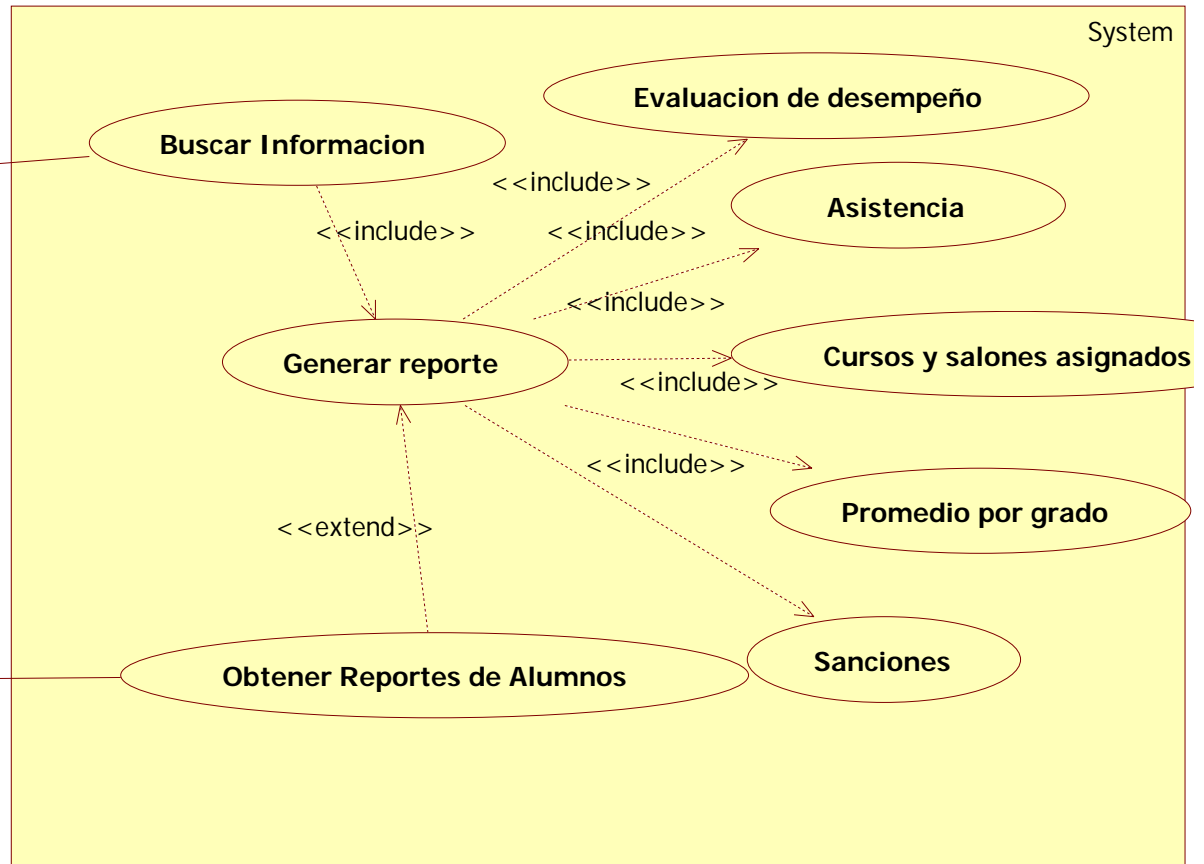 System
Evaluacion de desempeño
Buscar Informacion
<<include>>
Asistencia
<<include>>
<<include>>
<<include>>
Generar reporte
Cursos y salones asignados
<<include>>
<<include>>
Promedio por grado
<<extend>>
Sanciones
Obtener Reportes de Alumnos